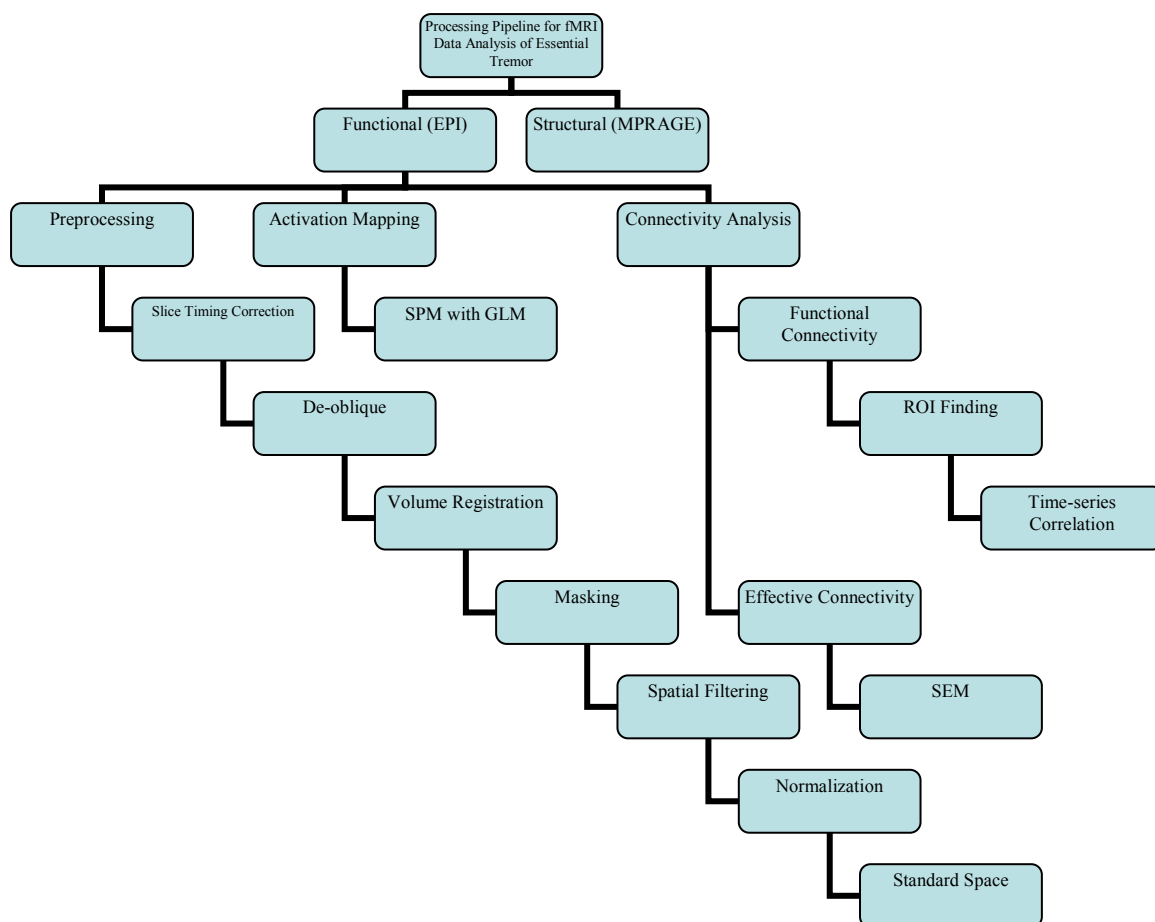 Processing Pipeline for fMRI
Data Analysis of Essential
Tremor
Functional (EPI)
Structural (MPRAGE)
Preprocessing
Activation Mapping
Connectivity Analysis
Slice Timing Correction
SPM with GLM
Functional
Connectivity
De-oblique
ROI Finding
Volume Registration
Time-series
Correlation
Masking
Effective Connectivity
Spatial Filtering
SEM
Normalization
Standard Space